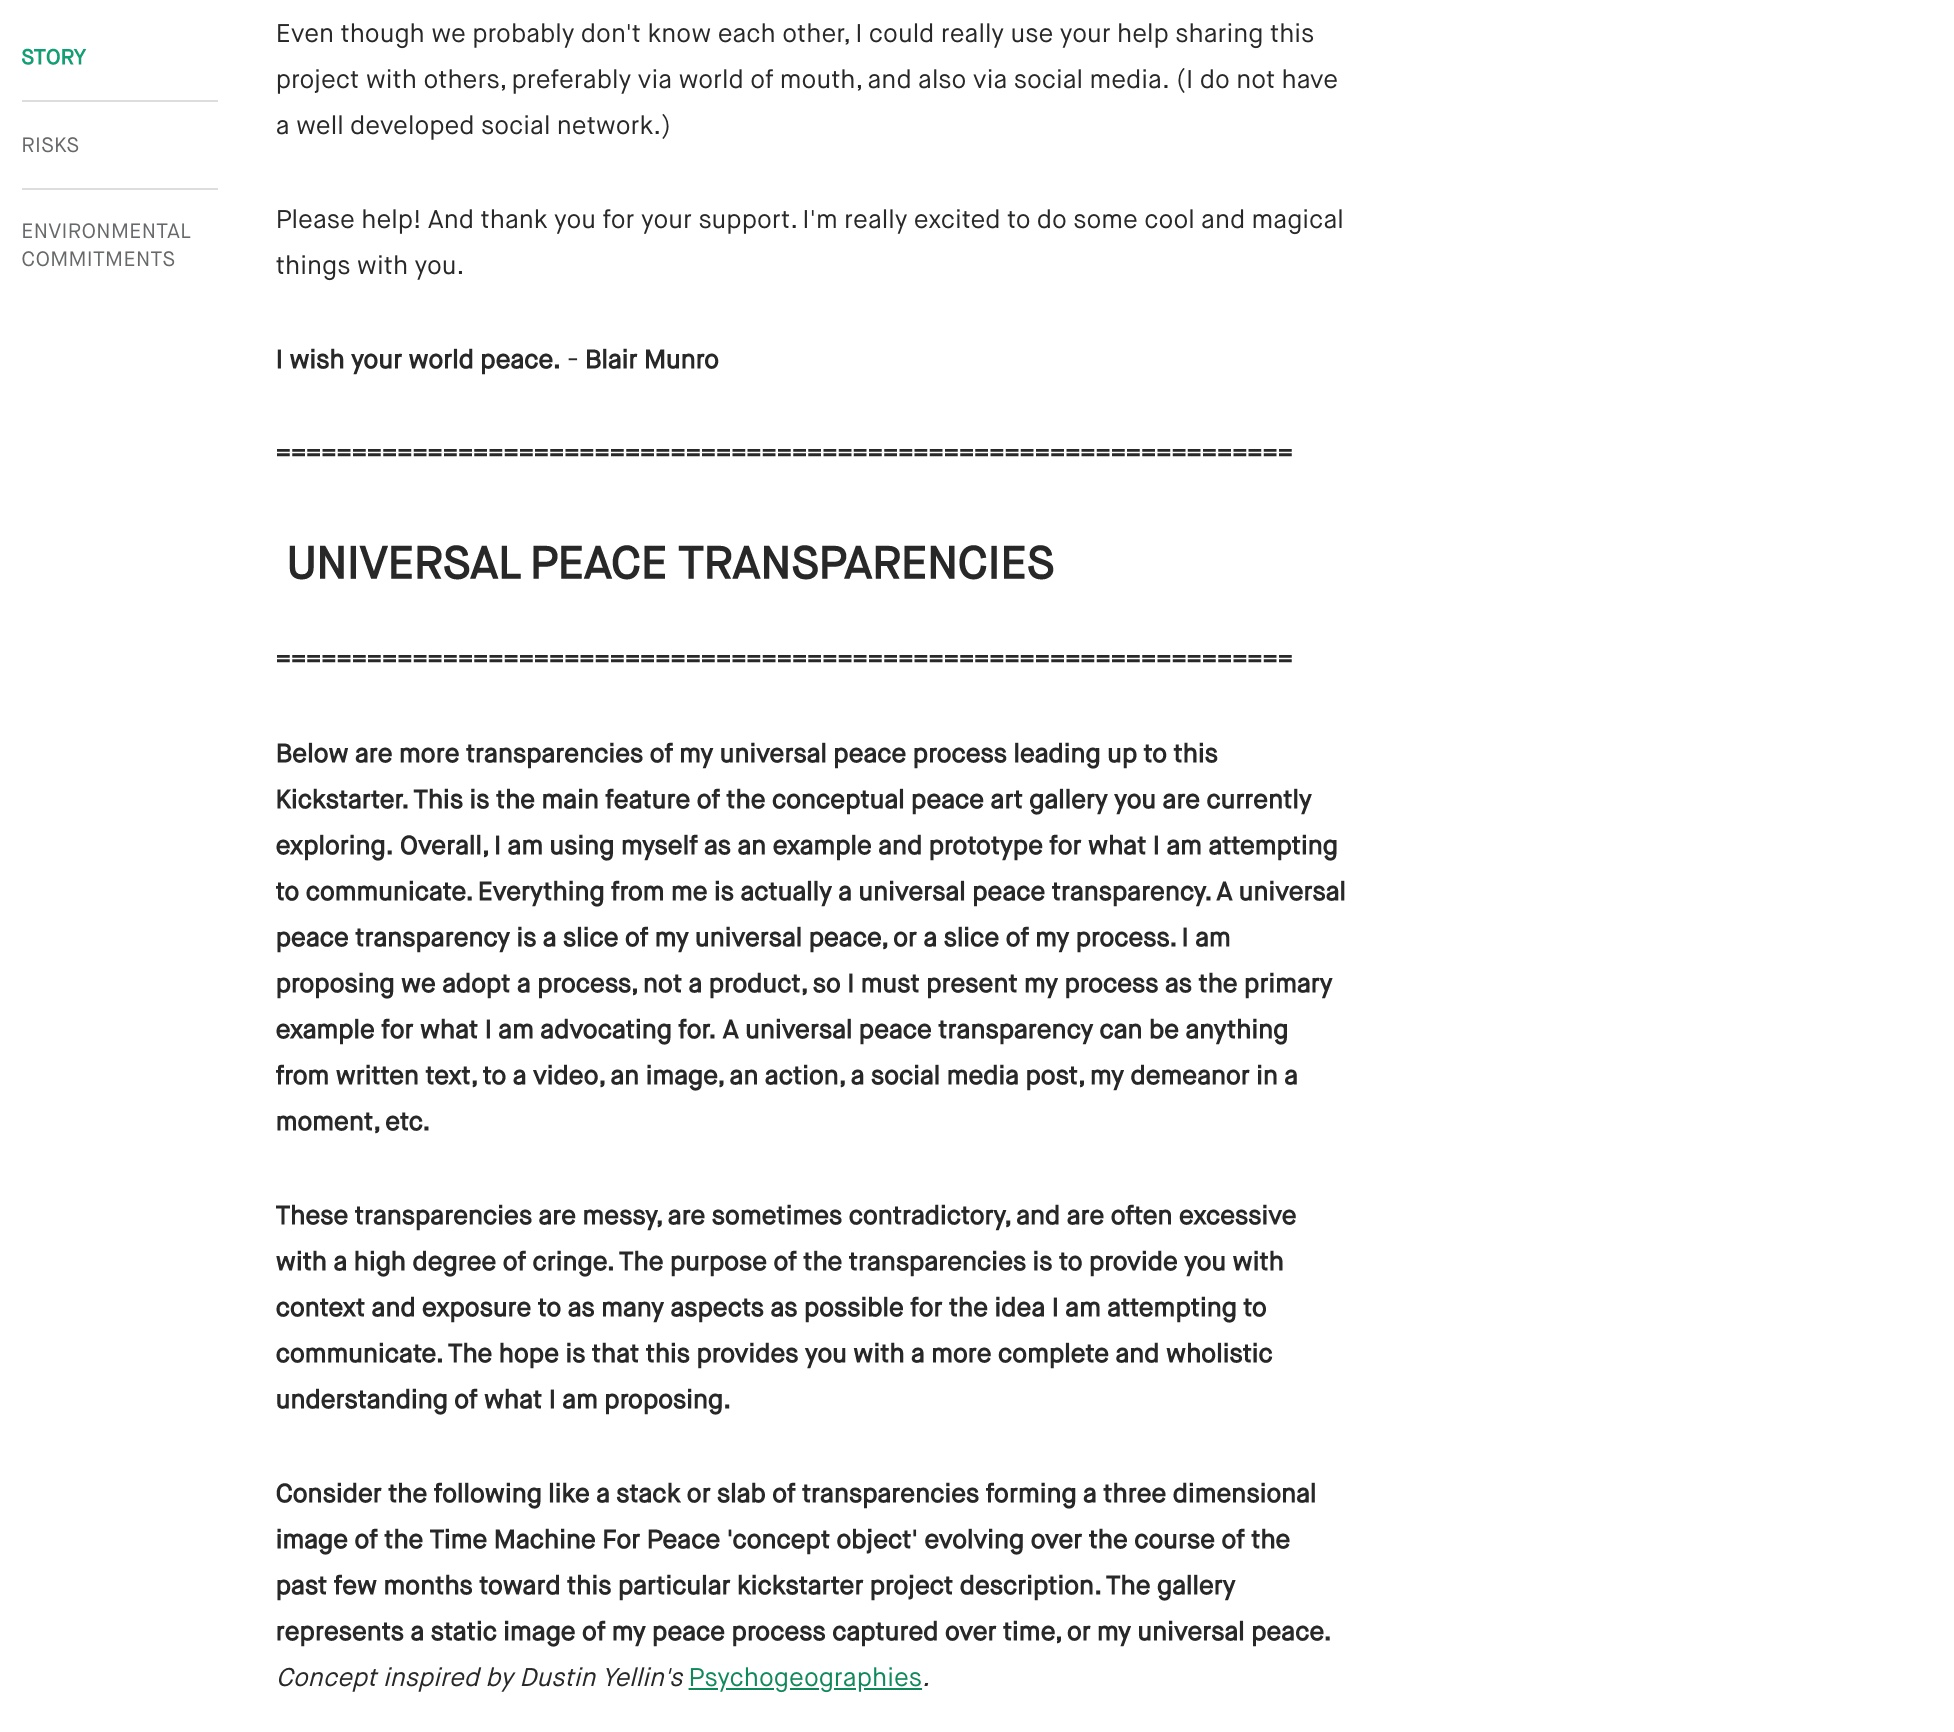 STORY
RISKS
ENVIRONMENTAL
COMMITMENTS
Even though we probably don't know each other, I could really use your help sharing this
project with others, preferably via world of mouth, and also via social media. (I do not have
a well developed social network.)
Please help! And thank you for your support. I'm really excited to do some cool and magical
things with you.
I wish your world peace. - Blair Munro
===================================================================
UNIVERSAL PEACE TRANSPARENCIES
===================================================================
Below are more transparencies of my universal peace process leading up to this
Kickstarter. This is the main feature of the conceptual peace art gallery you are currently
exploring. Overall, I am using myself as an example and prototype for what I am attempting
to communicate. Everything from me is actually a universal peace transparency. A universal
peace transparency is a slice of my universal peace, or a slice of my process. I am
proposing we adopt a process, not a product, so I must present my process as the primary
example for what I am advocating for. A universal peace transparency can be anything
from written text, to a video, an image, an action, a social media post, my demeanor in a
moment, etc.
These transparencies are messy, are sometimes contradictory, and are often excessive
with a high degree of cringe. The purpose of the transparencies is to provide you with
context and exposure to as many aspects as possible for the idea I am attempting to
communicate. The hope is that this provides you with a more complete and wholistic
understanding of what I am proposing.
Consider the following like a stack or slab of transparencies forming a three dimensional
image of the Time Machine For Peace 'concept object' evolving over the course of the
past few months toward this particular kickstarter project description. The gallery
represents a static image of my peace process captured over time, or my universal peace.
Concept inspired by Dustin Yellin's Psychogeographies.